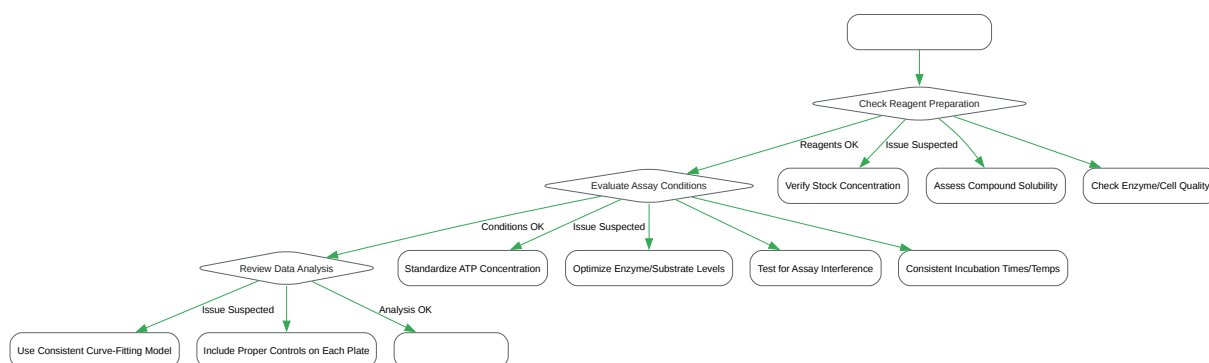 Check Reagent Preparation
Reagents OK
Issue Suspected
Verify Stock Concentration
Assess Compound Solubility
Check Enzyme/Cell Quality
Evaluate Assay Conditions
Conditions OK
Issue Suspected
Standardize ATP Concentration
Optimize Enzyme/Substrate Levels
Test for Assay Interference
Consistent Incubation Times/Temps
Review Data Analysis
Issue Suspected
Analysis OK
Use Consistent Curve-Fitting Model
Include Proper Controls on Each Plate